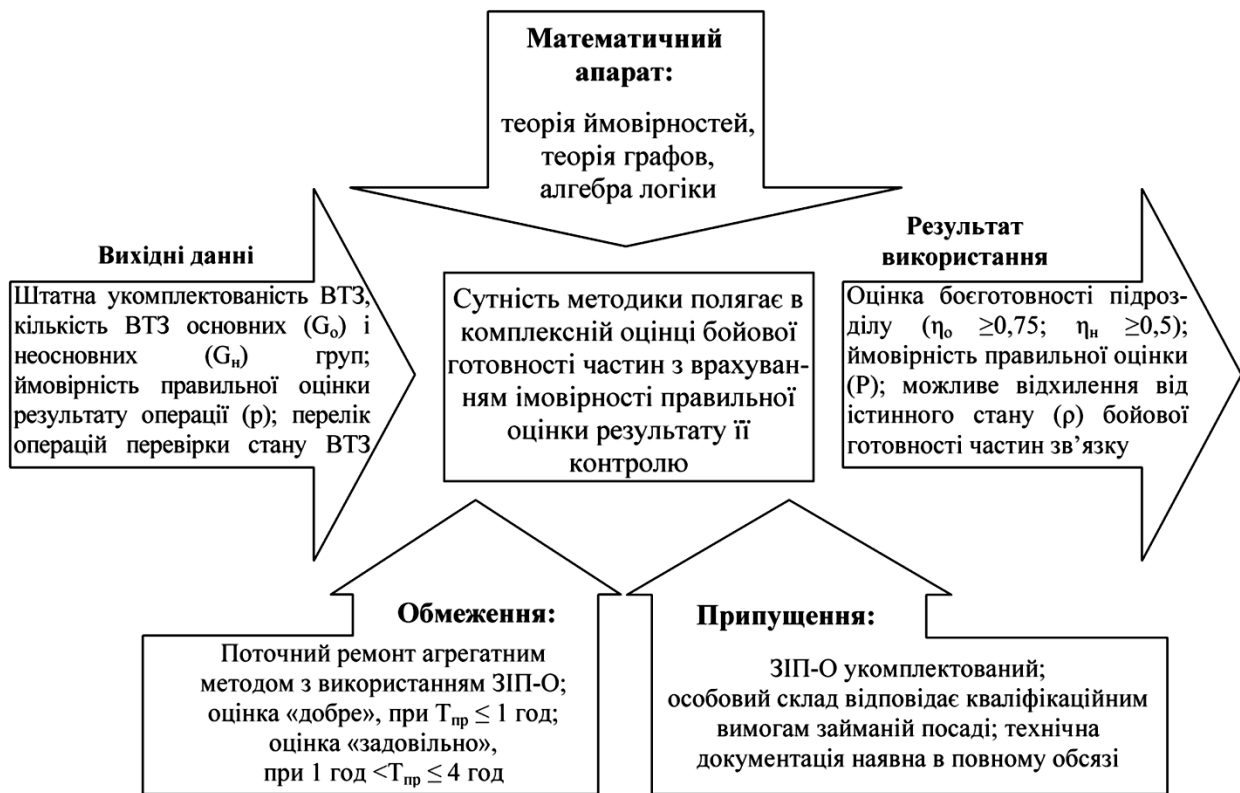 Математичний
апарат:
теорія ймовірностей,
теорія графов,
алгебра логіки
Вихідні данні
Штатна укомплектованість ВТЗ,
кількість ВТЗ основних (Gо) і
неосновних (Gн) груп;
ймовірність правильної оцінки
результату операції (p); перелік
операцій перевірки стану ВТЗ
Сутність методики полягає в
комплексній оцінці бойової
готовності частин з врахуван-
ням імовірності правильної
оцінки результату її
контролю
Результат
використання
Оцінка боєготовності підроз-
ділу (ηо ≥0,75; ηн ≥0,5);
ймовірність правильної оцінки
(P); можливе відхилення від
істинного стану (ρ) бойової
готовності частин зв’язку
Обмеження:
Поточний ремонт агрегатним
методом з використанням ЗІП-О;
оцінка «добре», при Тпр ≤ 1 год;
оцінка «задовільно»,
при 1 год <Тпр ≤ 4 год
Припущення:
ЗІП-О укомплектований;
особовий склад відповідає кваліфікаційним
вимогам займаній посаді; технічна
документація наявна в повному обсязі